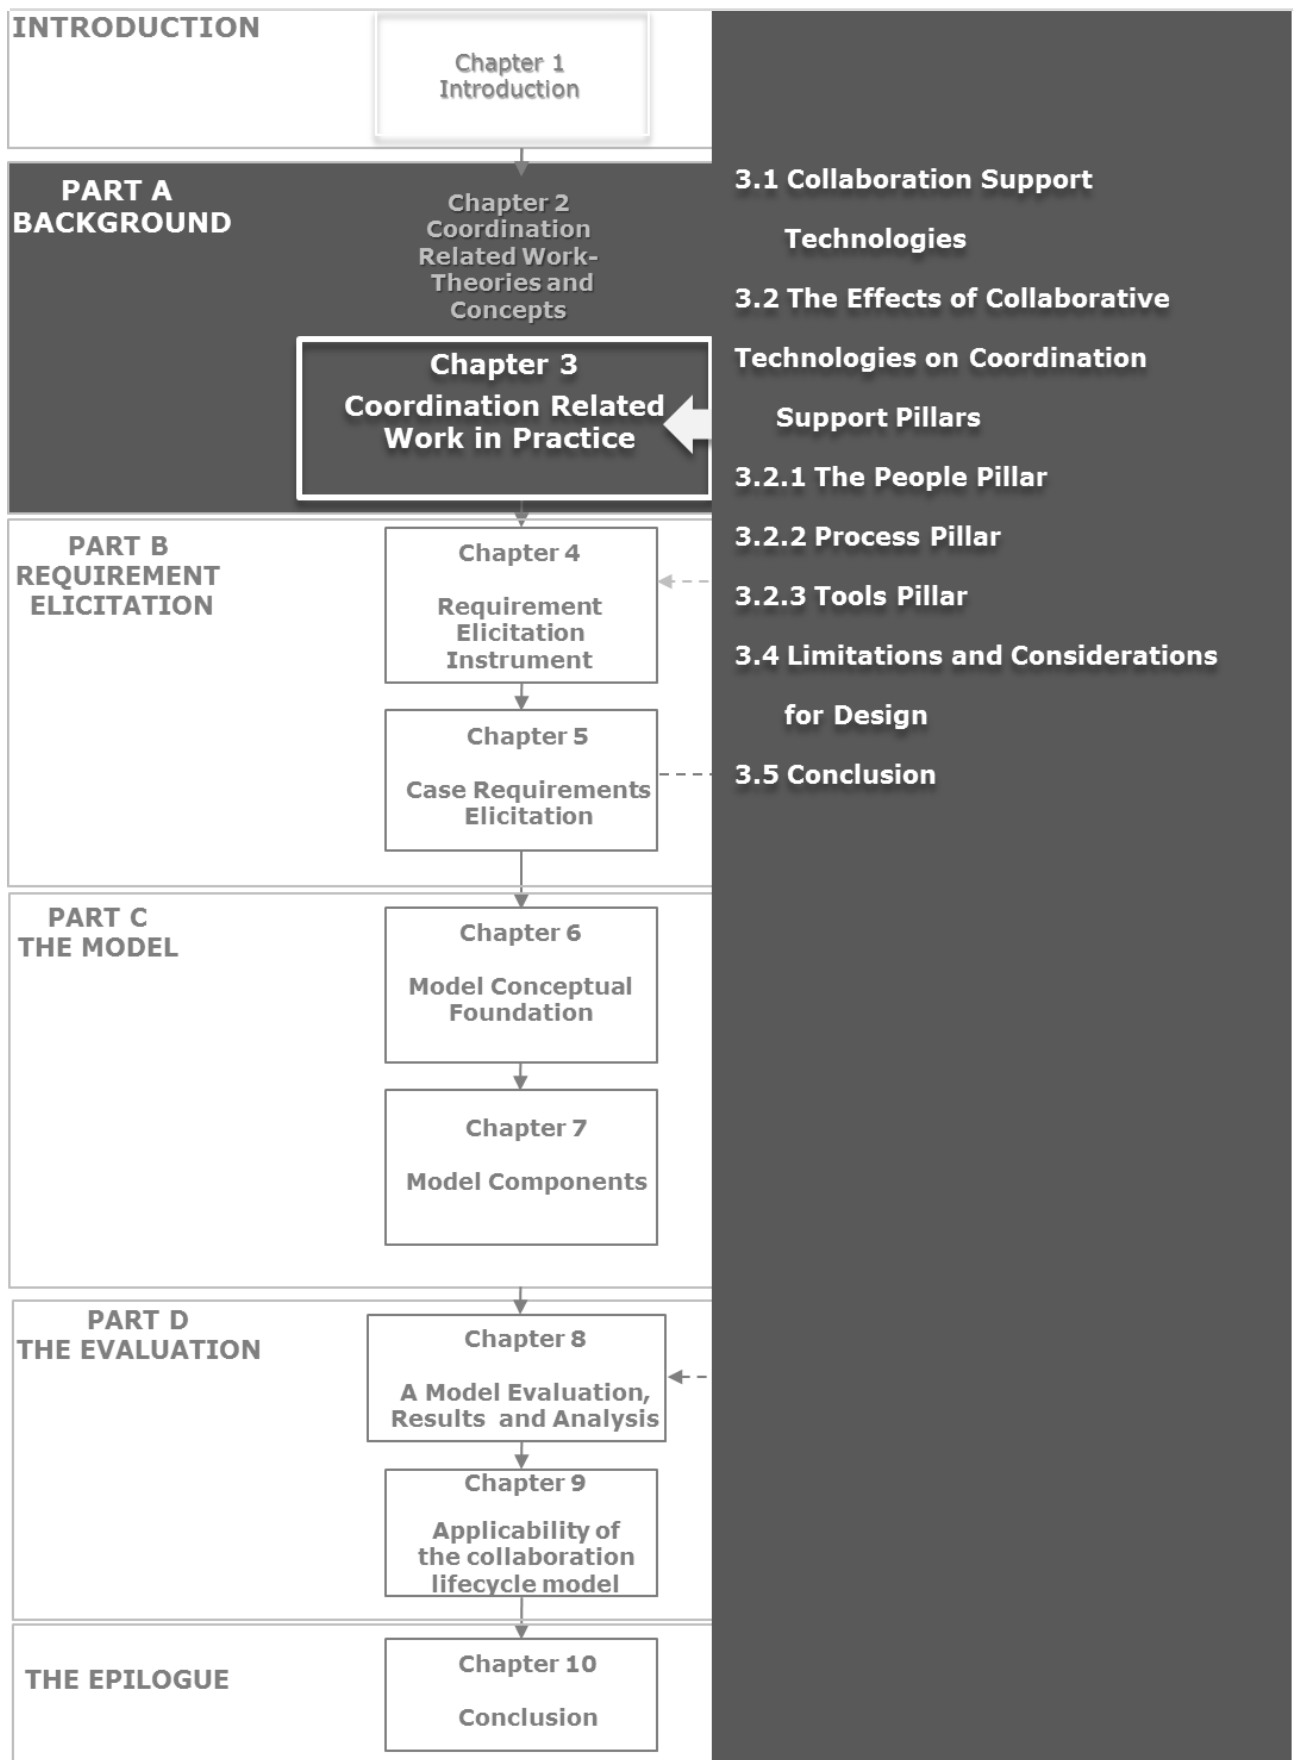 INTRODUCTION
Chapter 1
Introduction
PART A
BACKGROUND
Chapter 2
Coordination
Related Work-
Theories and
Concepts
Chapter 3
Coordination Related
Work in Practice
3.1 Collaboration Support
Technologies
3.2 The Effects of Collaborative
Technologies on Coordination
Support Pillars
3.2.1 The People Pillar
3.2.2 Process Pillar
3.2.3 Tools Pillar
3.4 Limitations and Considerations
for Design
3.5 Conclusion
PART B
REQUIREMENT
ELICITATION
Chapter 4
Requirement
Elicitation
Instrument
Chapter 5
Case Requirements
Elicitation
PART C
THE MODEL
Chapter 6
Model Conceptual
Foundation
Chapter 7
Model Components
PART D
THE EVALUATION
Chapter 8
A Model Evaluation,
Results and Analysis
Chapter 9
Applicability of
the collaboration
lifecycle model
THE EPILOGUE
Chapter 10
Conclusion